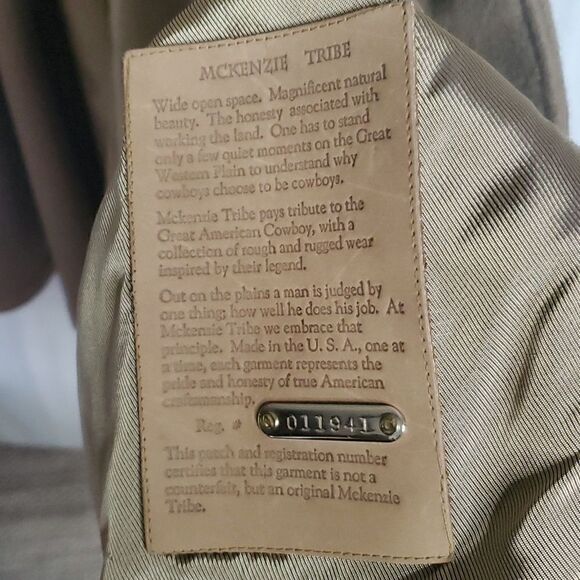 MCKENZIE TRIBE
Wide open space. Magnificent natural
beauty. The honesty associated with
working the land. One has to stand
only a few quiet moments on the Great
Western Plain to understand why
cowboys choose to be cowboys.
Mckenzie Tribe pays tribute to the
Great American Cowboy, with a
collection of rough and rugged wear
inspired by their legend.
Out on the plains a man is judged by
one thing; how well he does his job. At
Mckenzie Tribe we embrace that
principle. Made in the U. S. A., one at
a time, each garment represents the
pride and honesty of true American
craftsmanship.
Reg. # 011941
This patch and registration number
certifies that this garment is not a
counterfeit, but an original Mckenzie
Tribe.